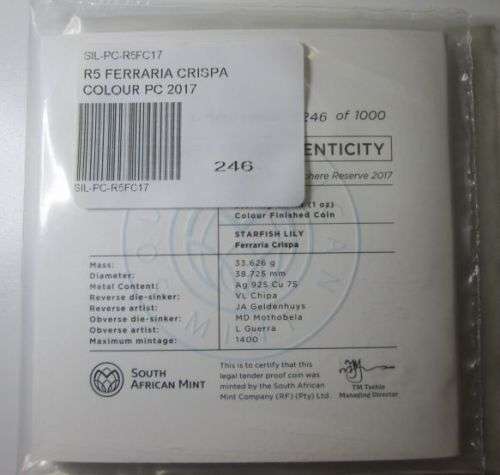 SIL-PC-R5FC17
R5 FERRARIA CRISPA
COLOUR PC 2017
246
SIL-PC-R5FC17
246 of 1000
ENTICITY
Reserve 2017
(1 oz)
Colour Finished Coin
STARFISH LILY
Ferraria Crispa
Mass: 33.626 g
Diameter: 38.725 mm
Metal Content: Ag 925 Cu 75
Reverse die-sinker: VL Chipa
Reverse artist: JA Geldenhuys
Obverse die-sinker: MD Mothobela
Obverse artist: L Guerra
Maximum mintage: 1400
SOUTH
AFRICAN MINT
This is to certify that this
legal tender proof coin was
minted by the South African
Mint Company (RF) (Pty) Ltd.
TM Tsehle
Managing Director